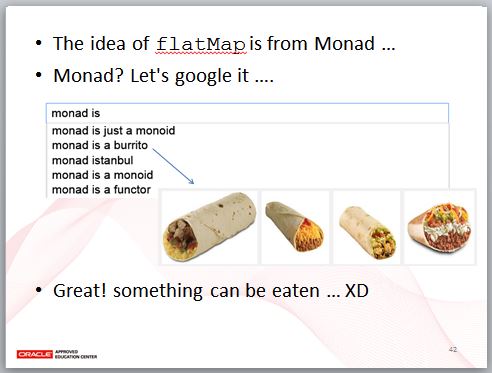 • The idea of flatMap is from Monad …
• Monad? Let's google it ….
monad is
monad is just a monoid
monad is a burrito
monad istanbul
monad is a monoid
monad is a functor
• Great! something can be eaten … XD
ORACLE APPROVED
EDUCATION CENTER
42